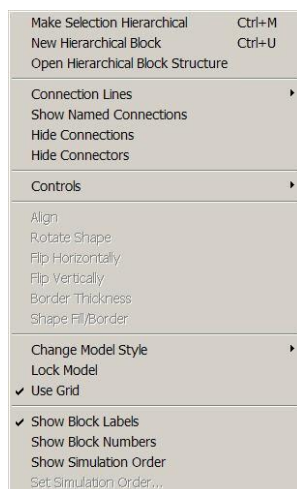 Make Selection Hierarchical Ctrl+M
New Hierarchical Block Ctrl+U
Open Hierarchical Block Structure
Connection Lines
Show Named Connections
Hide Connections
Hide Connectors
Controls
Align
Rotate Shape
Flip Horizontally
Flip Vertically
Border Thickness
Shape Fill/Border
Change Model Style
Lock Model
Use Grid
Show Block Labels
Show Block Numbers
Show Simulation Order
Set Simulation Order...